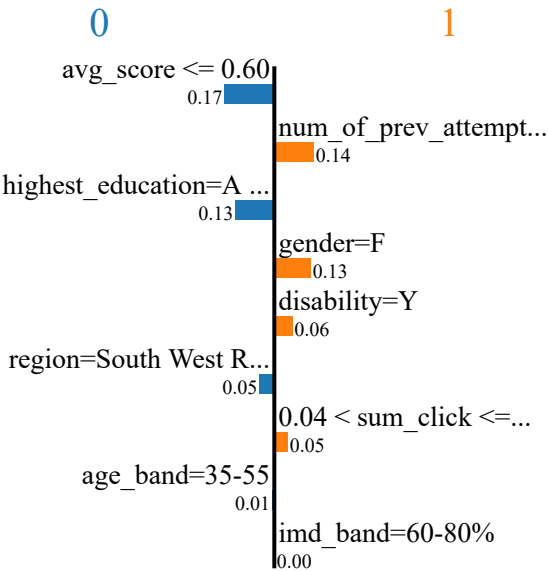 0 1
avg_score <= 0.60
0.17
num_of_prev_attempt...
0.14
highest_education=A ...
0.13
gender=F
0.13
disability=Y
0.06
region=South West R...
0.05
0.04 < sum_click <=...
0.05
age_band=35-55
0.01
imd_band=60-80%
0.00